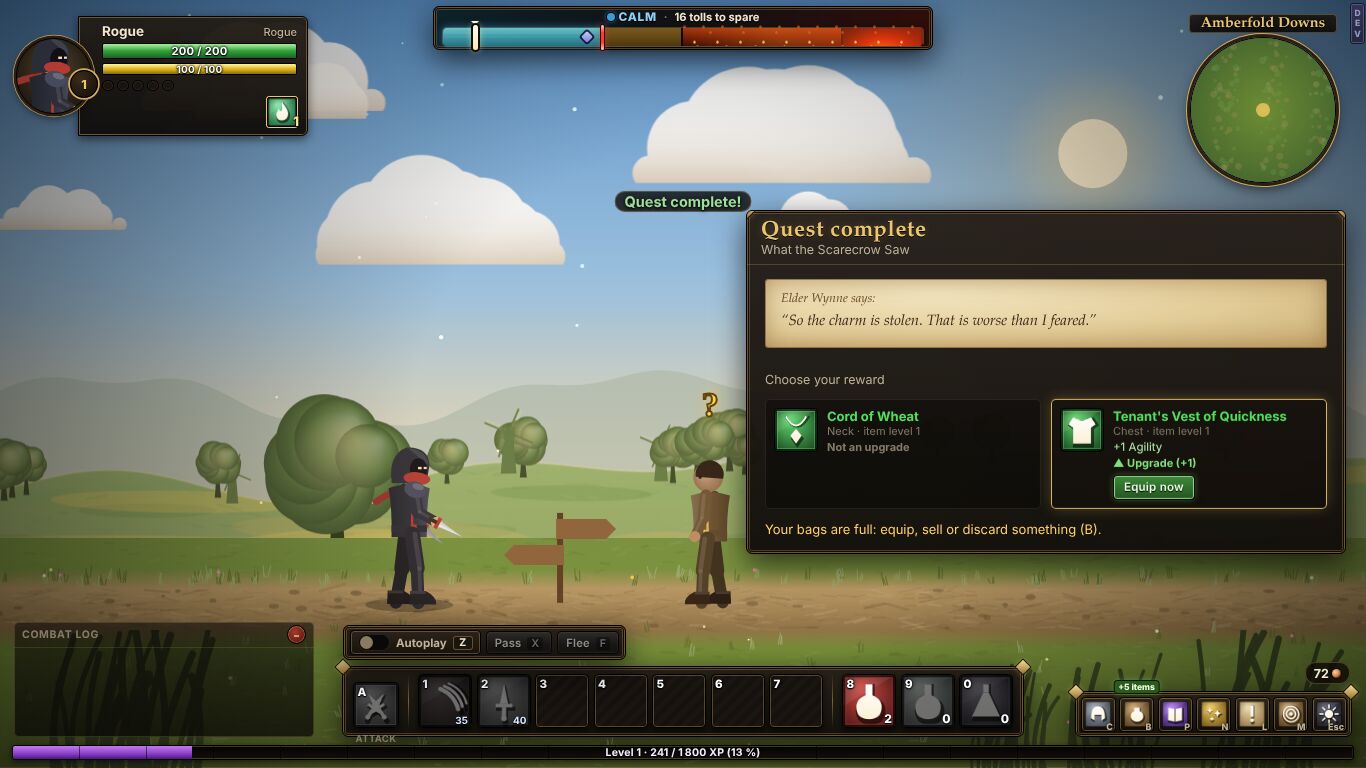 Rogue
Rogue
200 / 200
100 / 100
1
1
CALM · 16 tolls to spare
Amberfold Downs
DEV
Quest complete!
Quest complete
What the Scarecrow Saw
Elder Wynne says:
“So the charm is stolen. That is worse than I feared.”
Choose your reward
Cord of Wheat
Neck · item level 1
Not an upgrade
Tenant's Vest of Quickness
Chest · item level 1
+1 Agility
▲ Upgrade (+1)
Equip now
Your bags are full: equip, sell or discard something (B).
?
COMBAT LOG
Autoplay Z
Pass X
Flee F
A
ATTACK
1 35
2 40
3
4
5
6
7
8 2
9 0
0 0
72
+5 items
C B P N L M Esc
Level 1 · 241 / 1800 XP (13 %)